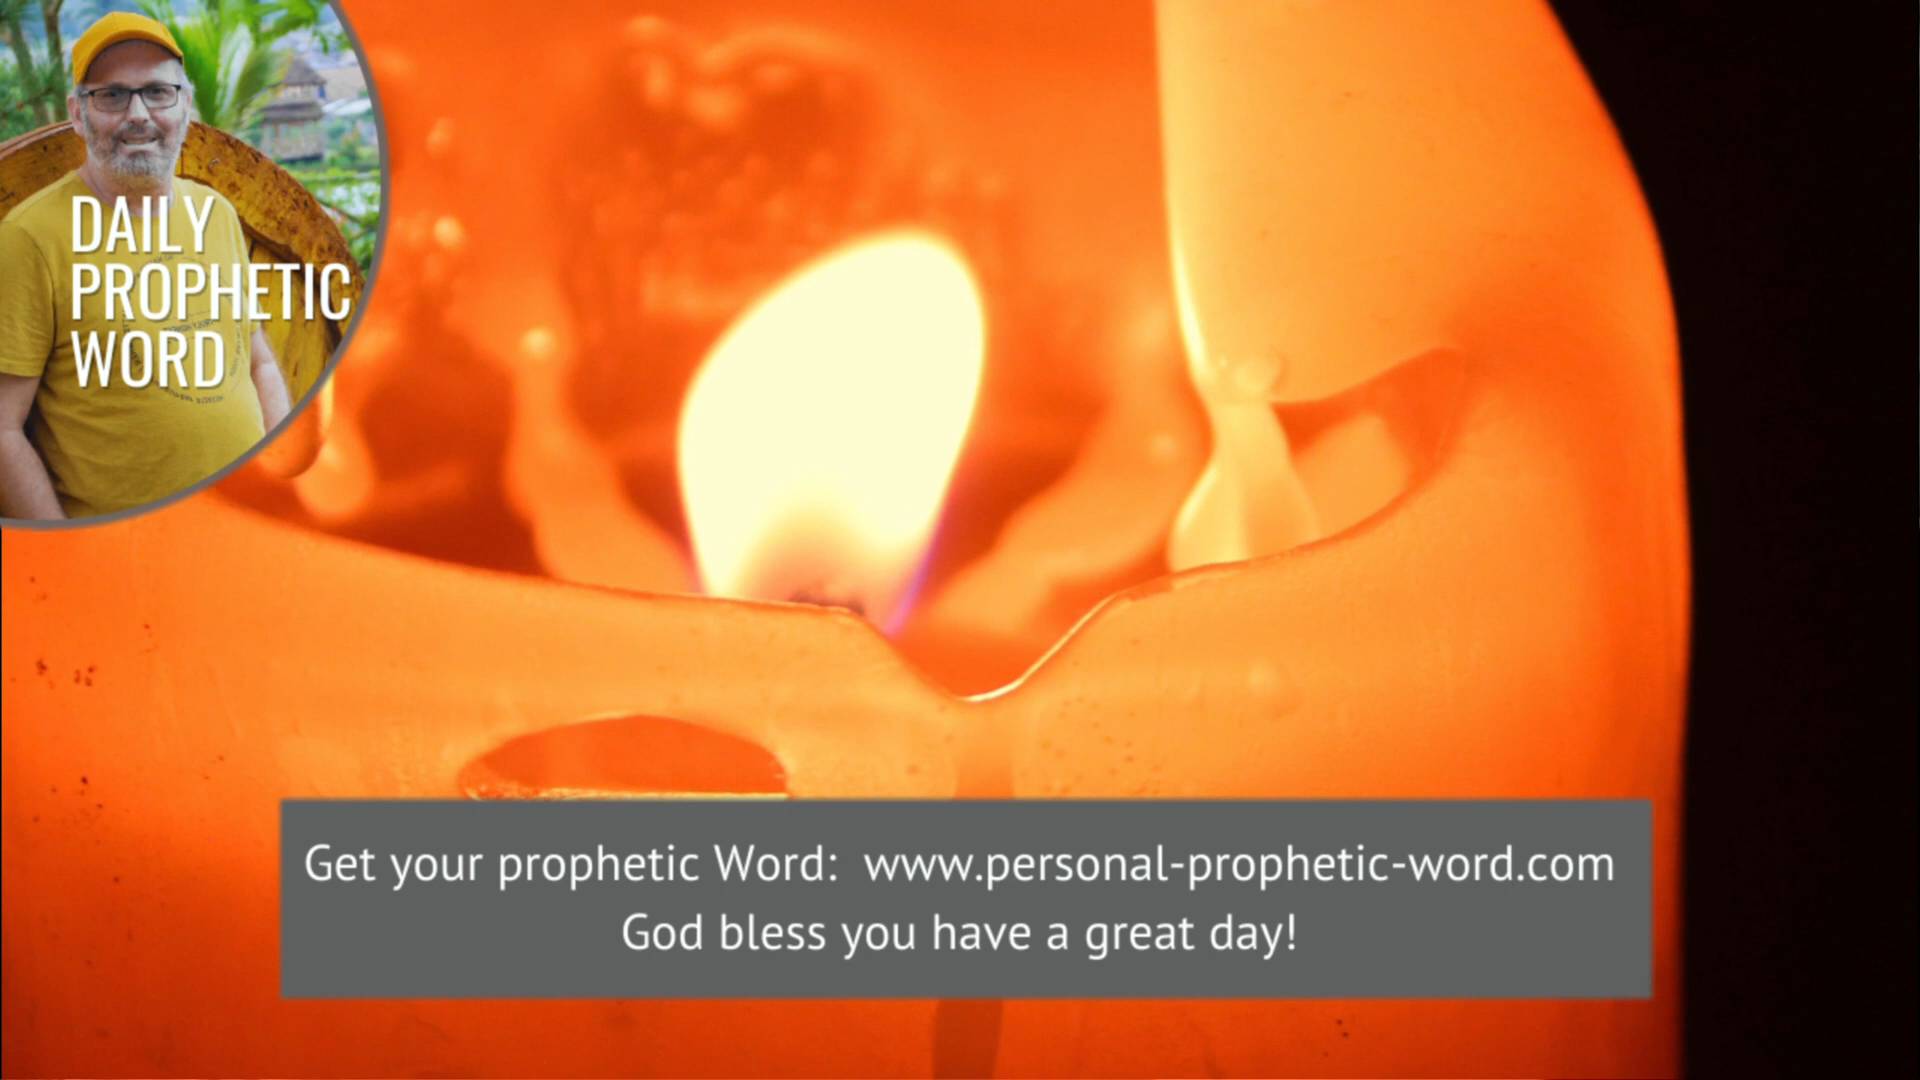 DAILY
PROPHETIC
WORD
Get your prophetic Word:  www.personal-prophetic-word.com
God bless you have a great day!